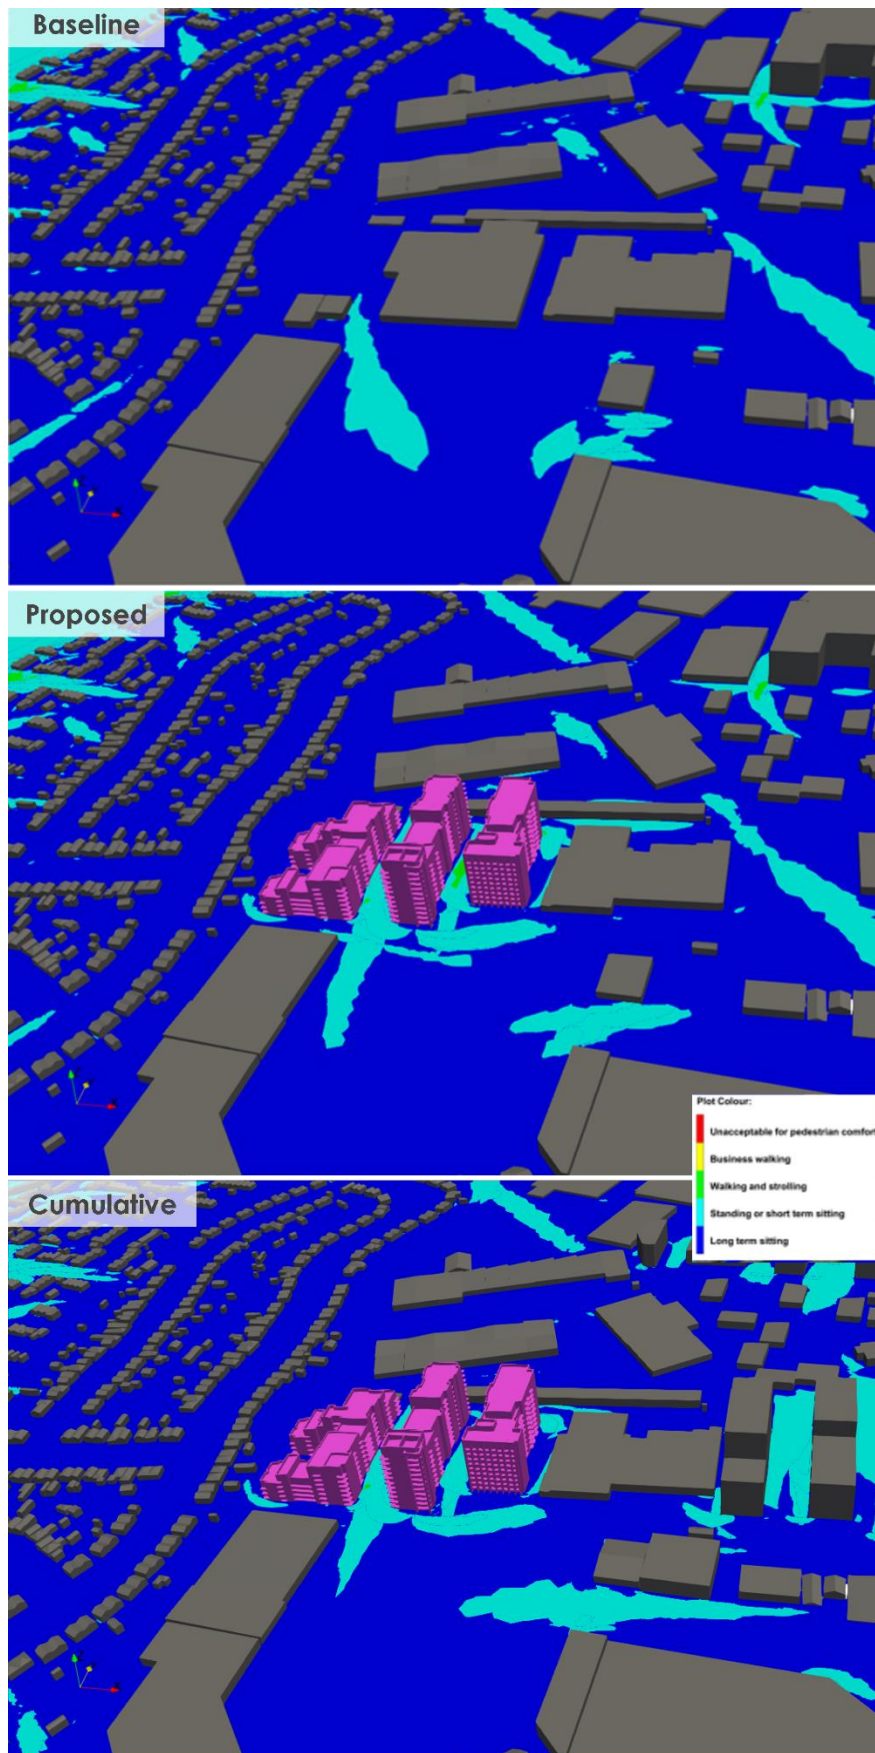 Baseline
Proposed
Plot Colour:
Unacceptable for pedestrian comfort
Business walking
Walking and strolling
Standing or short term sitting
Long term sitting
Cumulative